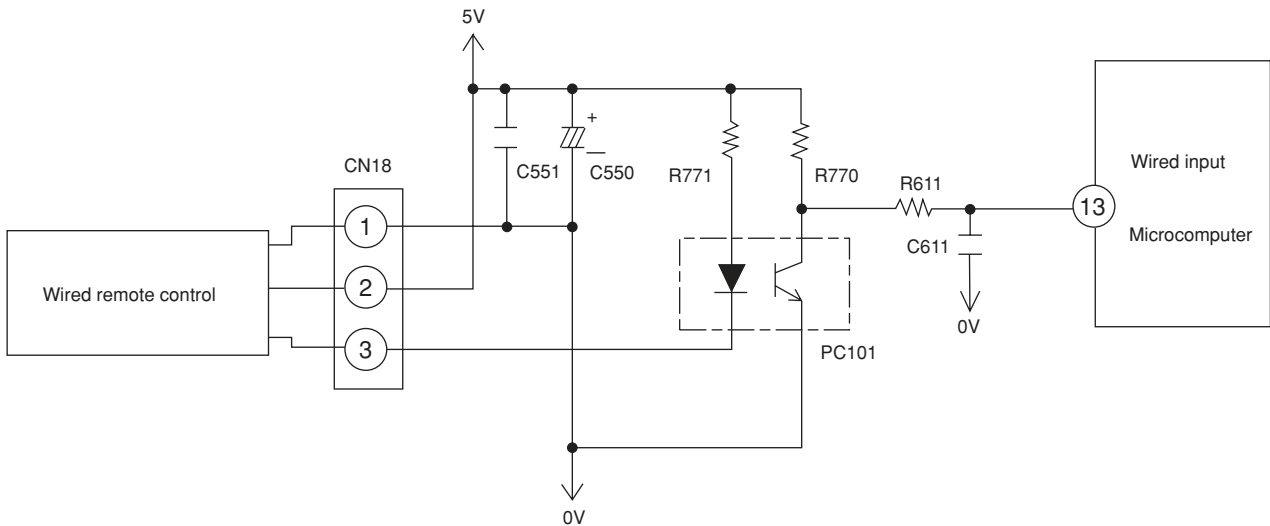 5V
CN18
C551
+
C550
R771
R770
R611
C611
0V
PC101
0V
1
2
3
Wired remote control
13
Wired input
Microcomputer